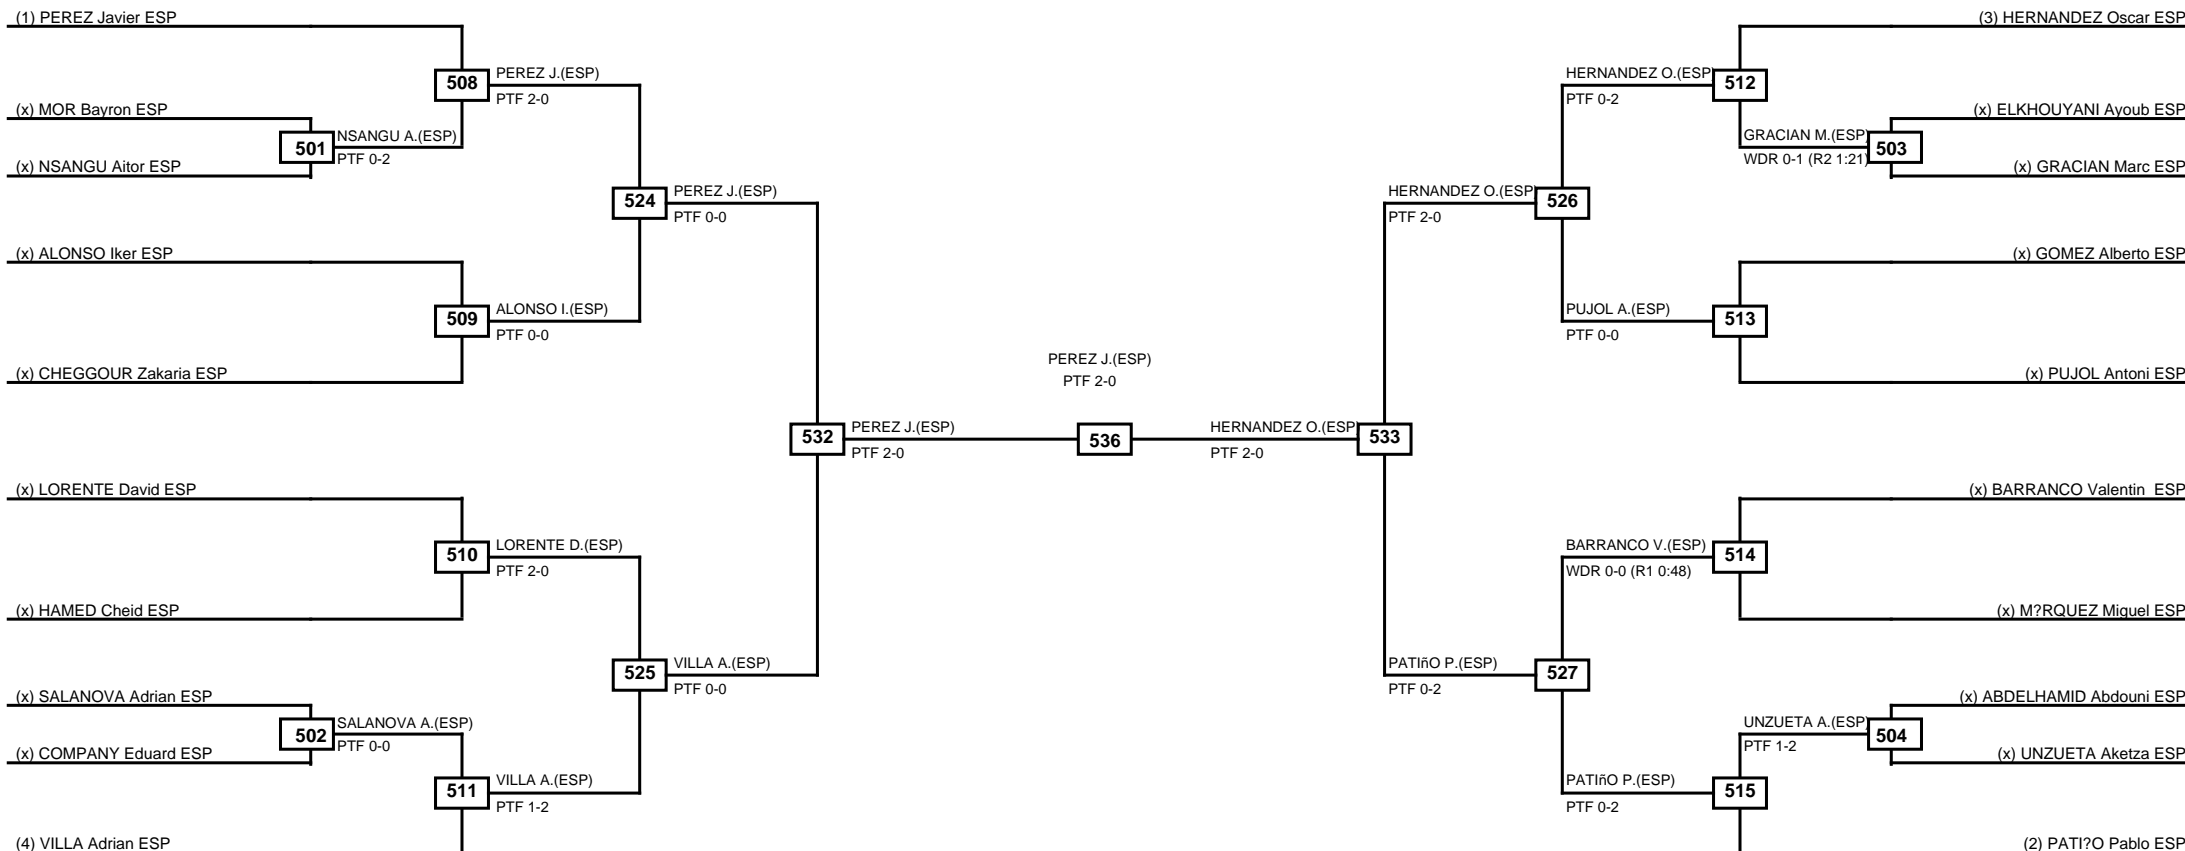 (1) PEREZ Javier ESP
(3) HERNANDEZ Oscar ESP
508
PEREZ J.(ESP)
PTF 2-0
HERNANDEZ O.(ESP)
PTF 0-2
512
(x) MOR Bayron ESP
(x) ELKHOUYANI Ayoub ESP
501
NSANGU A.(ESP)
PTF 0-2
GRACIAN M.(ESP)
WDR 0-1 (R2 1:21)
503
(x) NSANGU Aitor ESP
(x) GRACIAN Marc ESP
524
PEREZ J.(ESP)
PTF 0-0
HERNANDEZ O.(ESP)
PTF 2-0
526
(x) ALONSO Iker ESP
(x) GOMEZ Alberto ESP
509
ALONSO I.(ESP)
PTF 0-0
PUJOL A.(ESP)
PTF 0-0
513
(x) CHEGGOUR Zakaria ESP
(x) PUJOL Antoni ESP
PEREZ J.(ESP)
PTF 2-0
532
PEREZ J.(ESP)
PTF 2-0
536
HERNANDEZ O.(ESP)
PTF 2-0
533
(x) LORENTE David ESP
(x) BARRANCO Valentin ESP
510
LORENTE D.(ESP)
PTF 2-0
BARRANCO V.(ESP)
WDR 0-0 (R1 0:48)
514
(x) HAMED Cheid ESP
(x) M?RQUEZ Miguel ESP
525
VILLA A.(ESP)
PTF 0-0
PATIñO P.(ESP)
PTF 0-2
527
(x) SALANOVA Adrian ESP
(x) ABDELHAMID Abdouni ESP
502
SALANOVA A.(ESP)
PTF 0-0
UNZUETA A.(ESP)
PTF 1-2
504
(x) COMPANY Eduard ESP
(x) UNZUETA Aketza ESP
511
VILLA A.(ESP)
PTF 1-2
PATIñO P.(ESP)
PTF 0-2
515
(4) VILLA Adrian ESP
(2) PATI?O Pablo ESP